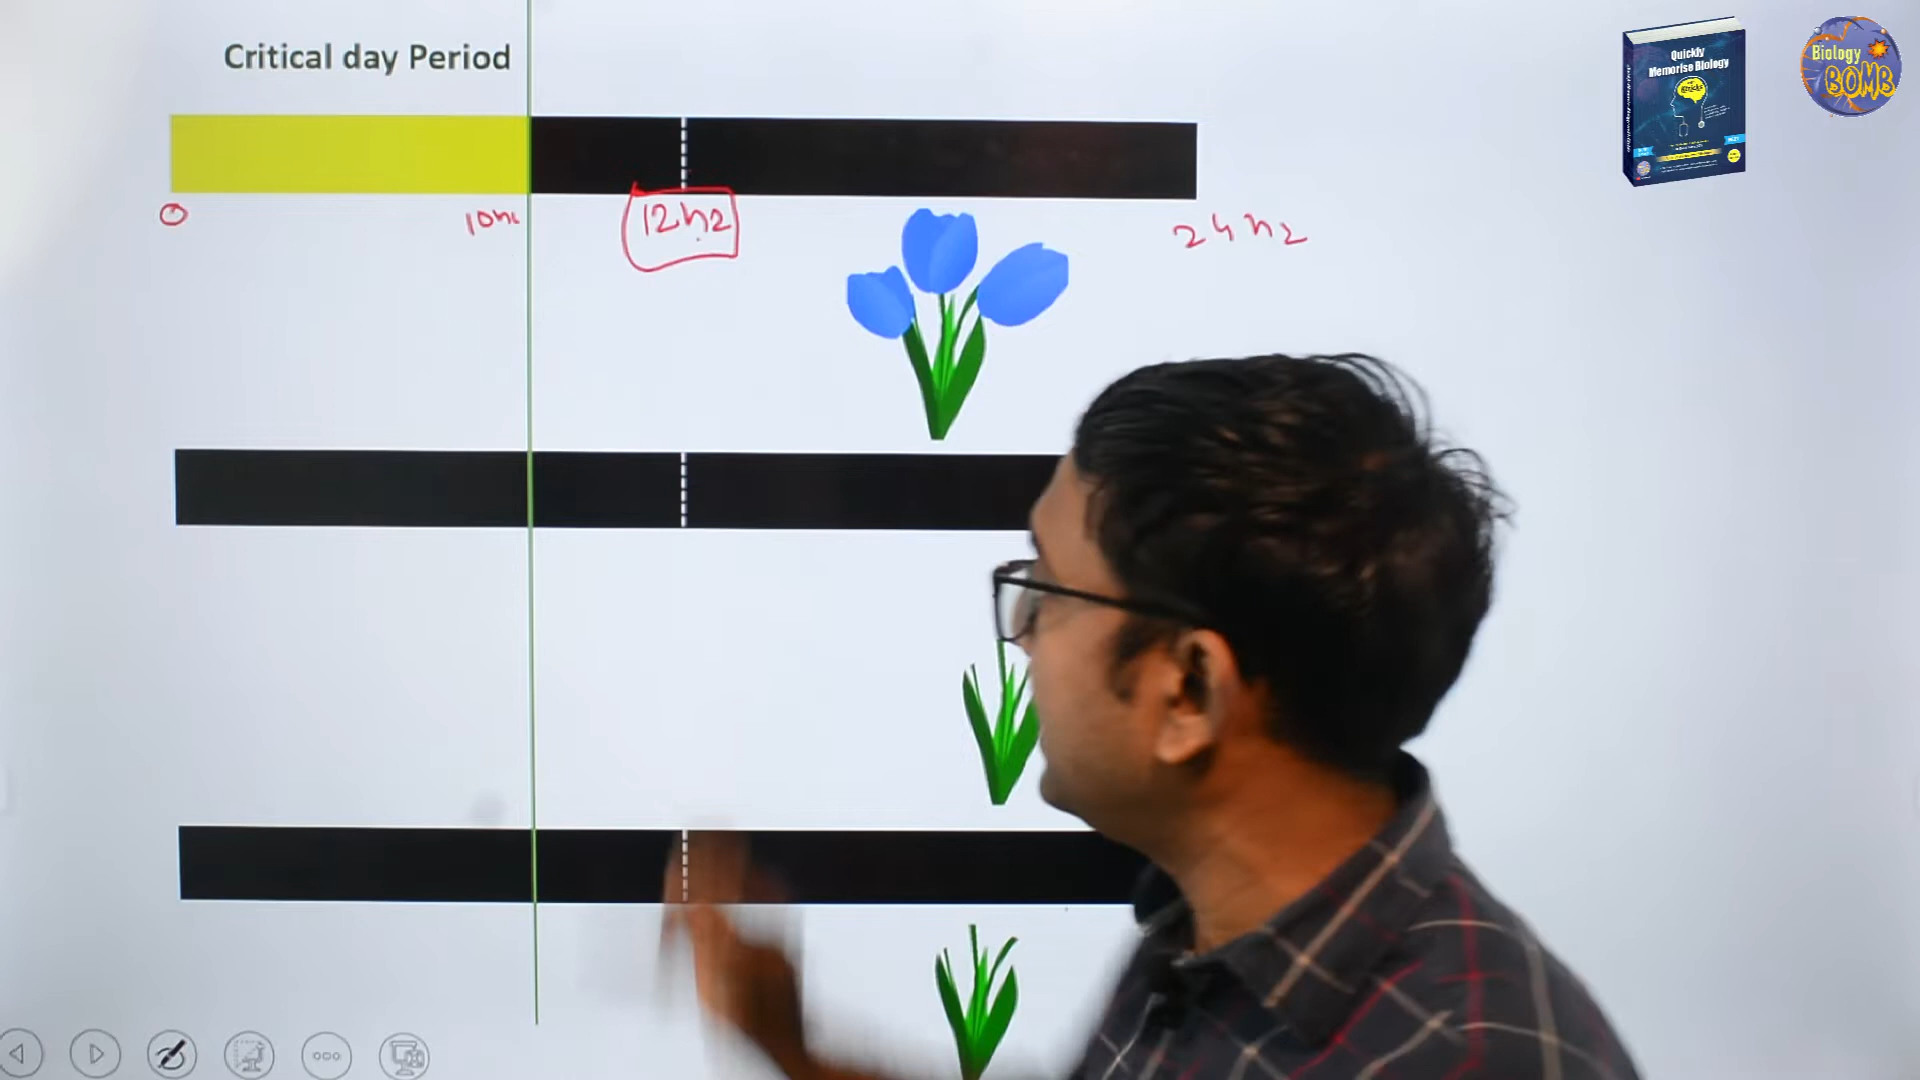 Critical day Period
0
10hr
12hr
24hr
Quickly
Memorise Biology
Biology
BOMB